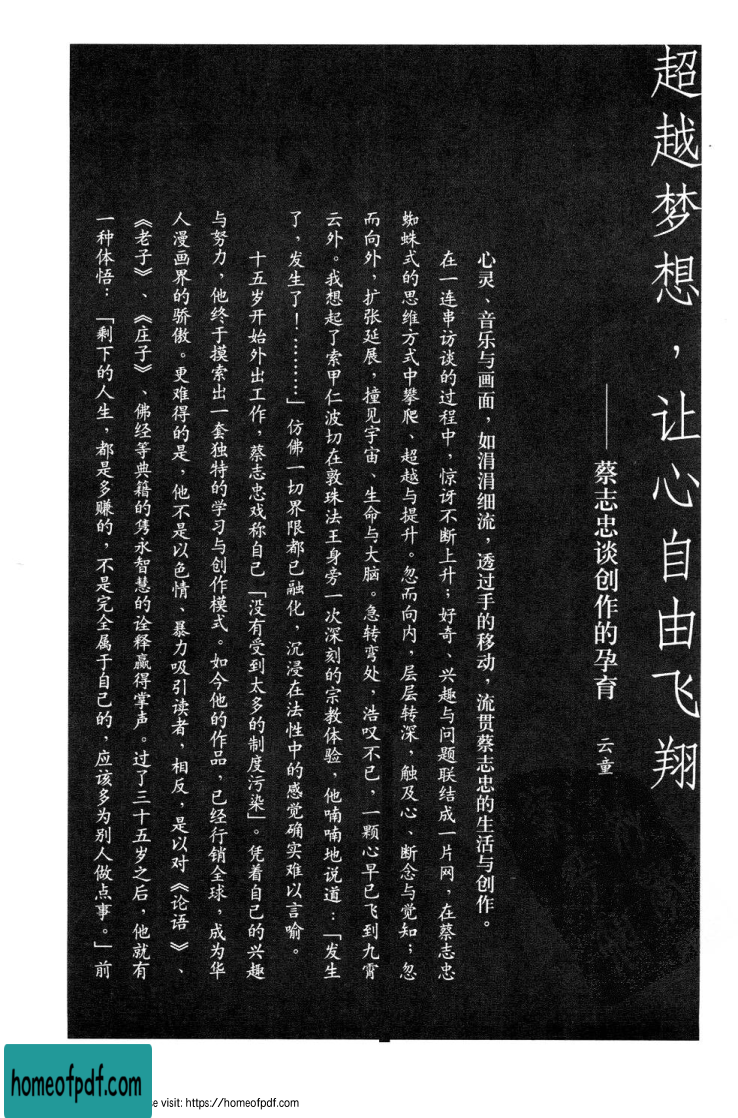 超越梦想，让心自由飞翔
——蔡志忠谈创作的孕育 云童
心灵、音乐与画面，如涓涓细流，透过手的移动，流贯蔡志忠的生活与创作。
在一连串访谈的过程中，惊讶不断上升；好奇、兴趣与问题联结成一片网，在蔡志忠
蜘蛛式的思维方式中攀爬、超越与提升。忽而向内，层层转深，触及心、断念与觉知；忽
而向外，扩张延展，撞见宇宙、生命与大脑。急转弯处，浩叹不已，一颗心早已飞到九霄
云外。我想起了索甲仁波切在敦珠法王身旁一次深刻的宗教体验，他喃喃地说道：「发生
了，发生了！………」仿佛一切界限都已融化，沉浸在法性中的感觉确实难以言喻。
十五岁开始外出工作，蔡志忠戏称自己「没有受到太多的制度污染」。凭着自己的兴趣
与努力，他终于摸索出一套独特的学习与创作模式。如今他的作品，已经行销全球，成为华
人漫画界的骄傲。更难得的是，他不是以色情、暴力吸引读者，相反，是以对《论语》、
《老子》、《庄子》、佛经等典籍的隽永智慧的诠释赢得掌声。过了三十五岁之后，他就有
一种体悟：「剩下的人生，都是多赚的，不是完全属于自己的，应该多为别人做点事。」前
homeofpdf.com
se visit: https://homeofpdf.com